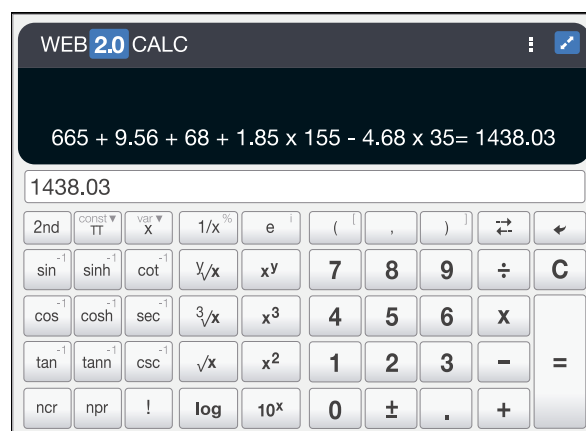 WEB 2.0 CALC
665 + 9.56 + 68 + 1.85 x 155 - 4.68 x 35= 1438.03
1438.03
2nd const▼ π var▼ x 1/x % e i ( [ , ) ]
sin -1 sinh -1 cot -1 y√x xʸ 7 8 9 ÷ C
cos -1 cosh -1 sec -1 3√x x³ 4 5 6 x
tan -1 tann -1 csc -1 √x x² 1 2 3 - =
ncr npr ! log 10ˣ 0 ± . +